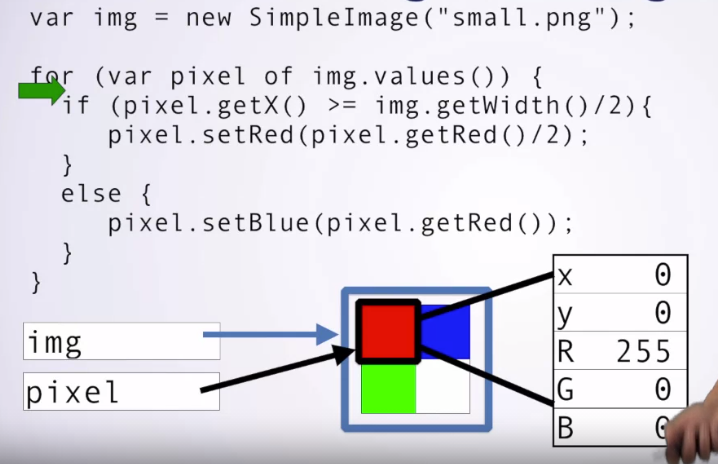 var img = new SimpleImage("small.png");
for (var pixel of img.values()) {
if (pixel.getX() >= img.getWidth()/2){
pixel.setRed(pixel.getRed()/2);
}
else {
pixel.setBlue(pixel.getRed());
}
}
img
pixel
x 0
y 0
R 255
G 0
B 0